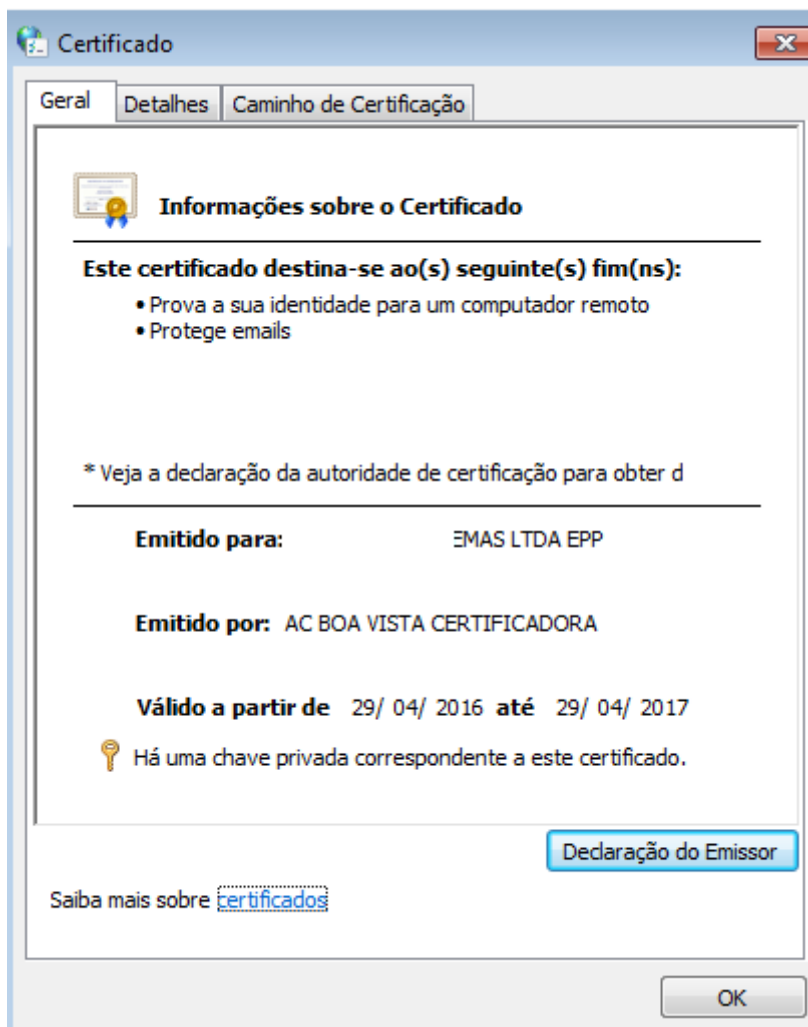 Certificado
Geral Detalhes Caminho de Certificação
Informações sobre o Certificado
Este certificado destina-se ao(s) seguinte(s) fim(ns):
• Prova a sua identidade para um computador remoto
• Protege emails
* Veja a declaração da autoridade de certificação para obter d
Emitido para: EMAS LTDA EPP
Emitido por: AC BOA VISTA CERTIFICADORA
Válido a partir de 29/ 04/ 2016 até 29/ 04/ 2017
Há uma chave privada correspondente a este certificado.
Declaração do Emissor
Saiba mais sobre certificados
OK